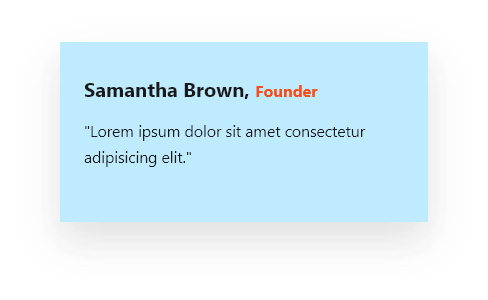 Samantha Brown, Founder
"Lorem ipsum dolor sit amet consectetur
adipisicing elit."